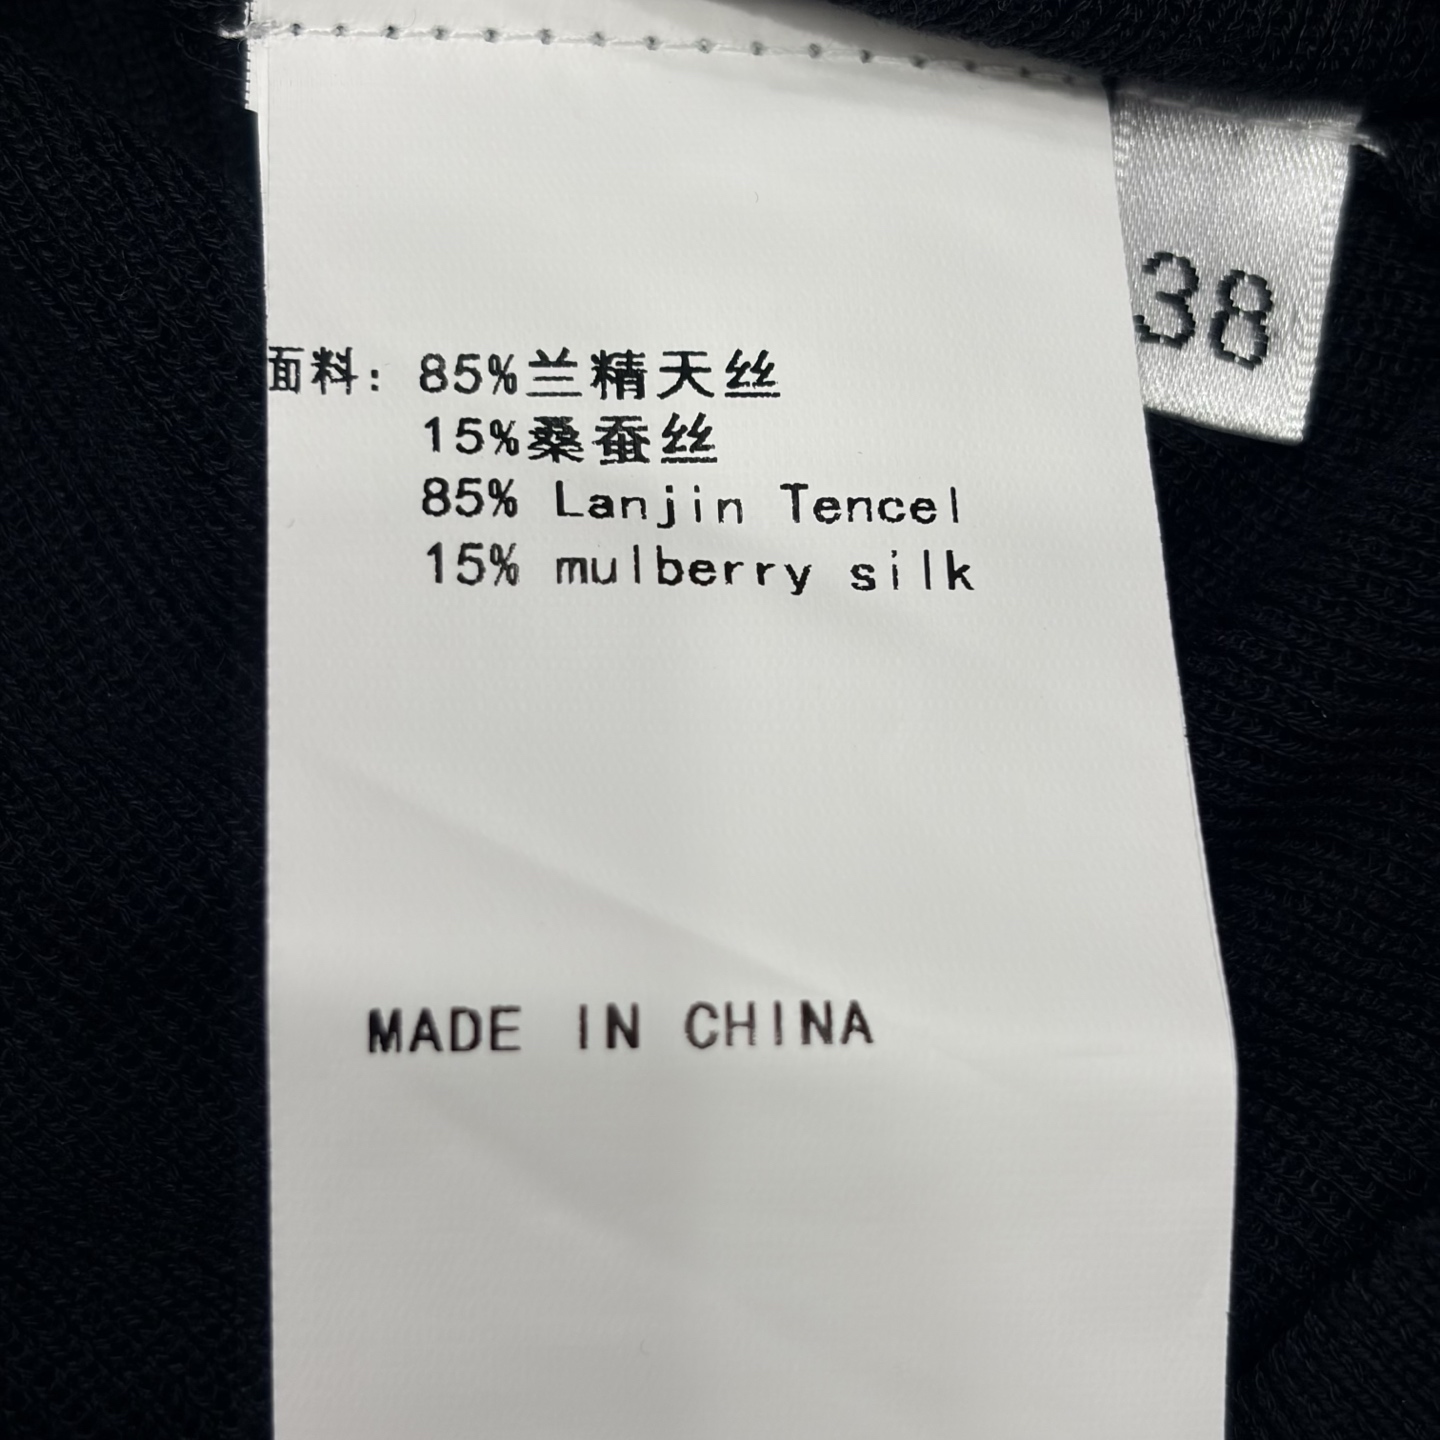 38
面料：85%兰精天丝
15%桑蚕丝
85% Lanjin Tencel
15% mulberry silk
MADE IN CHINA